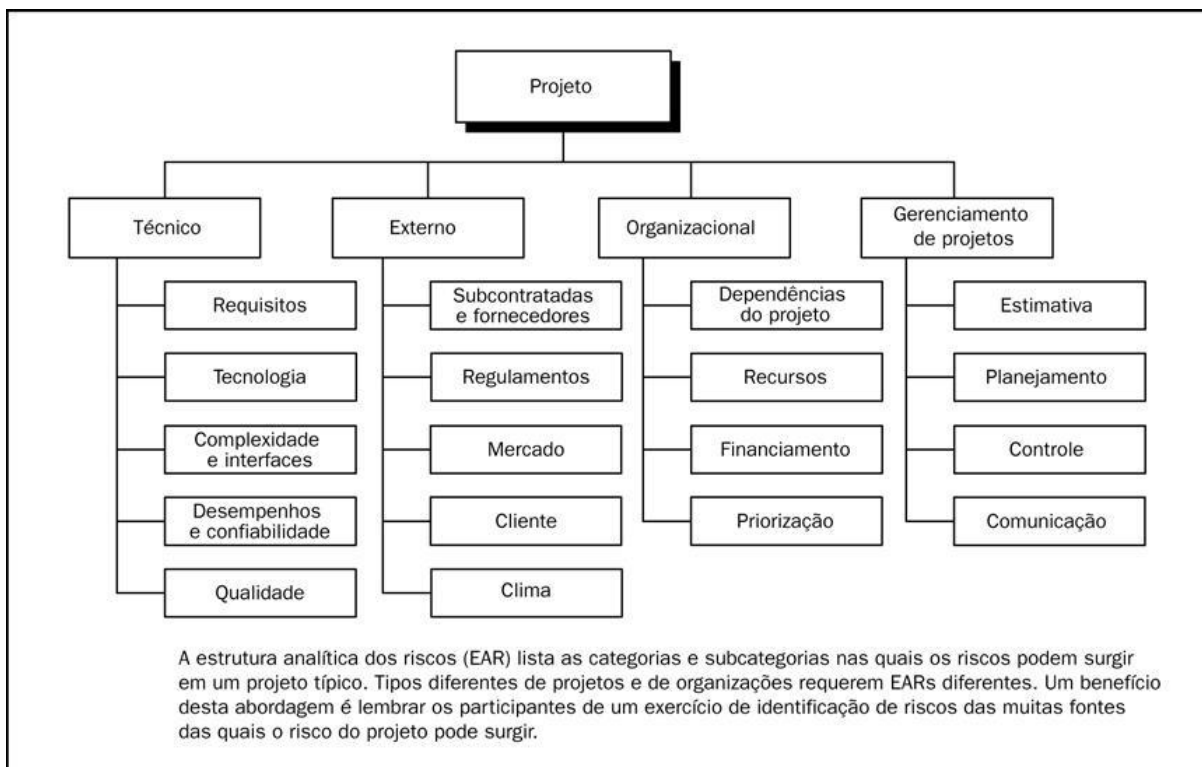 Projeto
Técnico
Externo
Organizacional
Gerenciamento
de projetos
Requisitos
Tecnologia
Complexidade
e interfaces
Desempenhos
e confiabilidade
Qualidade
Subcontratadas
e fornecedores
Regulamentos
Mercado
Cliente
Clima
Dependências
do projeto
Recursos
Financiamento
Priorização
Estimativa
Planejamento
Controle
Comunicação
A estrutura analítica dos riscos (EAR) lista as categorias e subcategorias nas quais os riscos podem surgir
em um projeto típico. Tipos diferentes de projetos e de organizações requerem EARs diferentes. Um benefício
desta abordagem é lembrar os participantes de um exercício de identificação de riscos das muitas fontes
das quais o risco do projeto pode surgir.